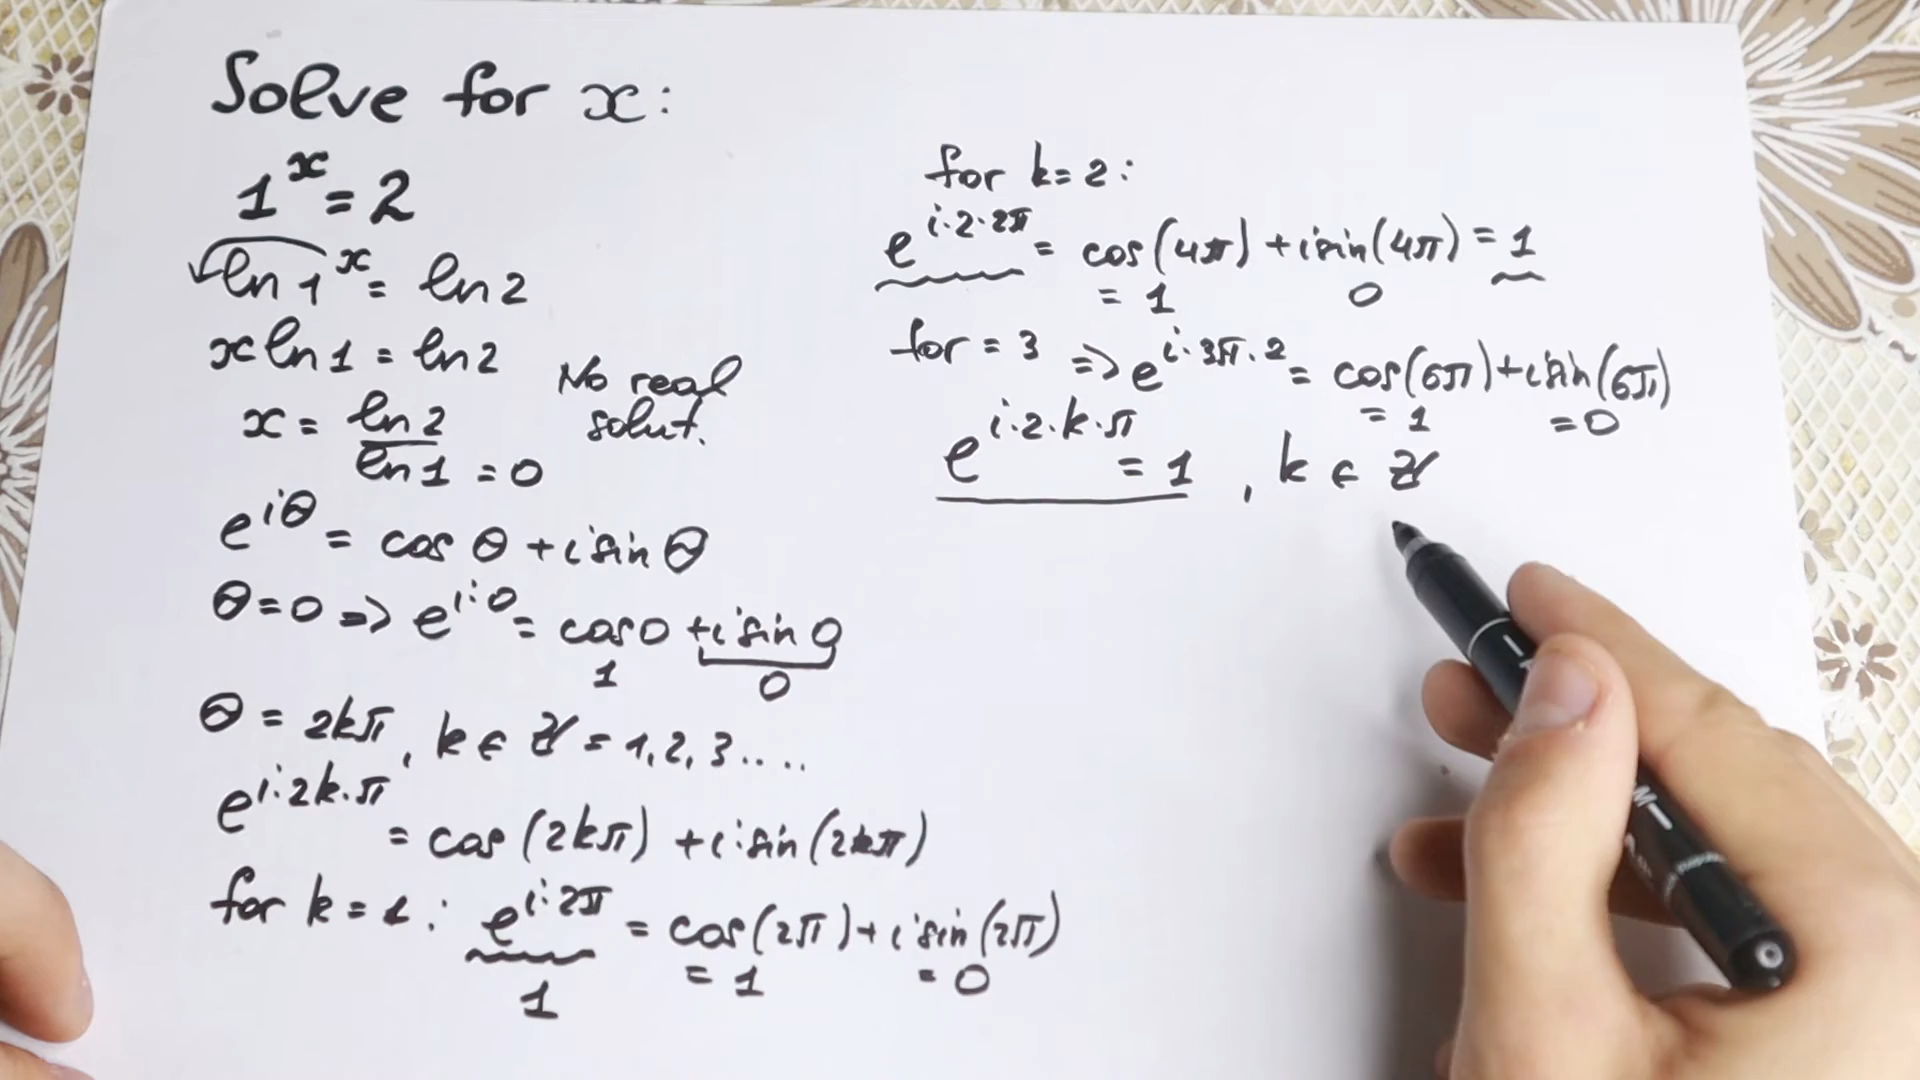 Solve for x:
1^x = 2
ln 1^x = ln 2
x ln 1 = ln 2
x = ln 2 / ln 1 = 0
No real
solut.
e^iθ = cos θ + i sin θ
θ = 0 => e^i·0 = cos 0 + i sin 0
1 0
θ = 2kπ, k ∈ Z = 1, 2, 3....
e^i·2k·π = cos (2kπ) + i·sin (2kπ)
for k = 1: e^i·2π = cos (2π) + i sin (2π)
1 = 1 = 0
for k = 2:
e^i·2·2π = cos (4π) + i sin (4π) = 1
= 1 0
for = 3 => e^i·3π·2 = cos (6π) + i sin (6π)
= 1 = 0
e^i·2·k·π = 1, k ∈ Z